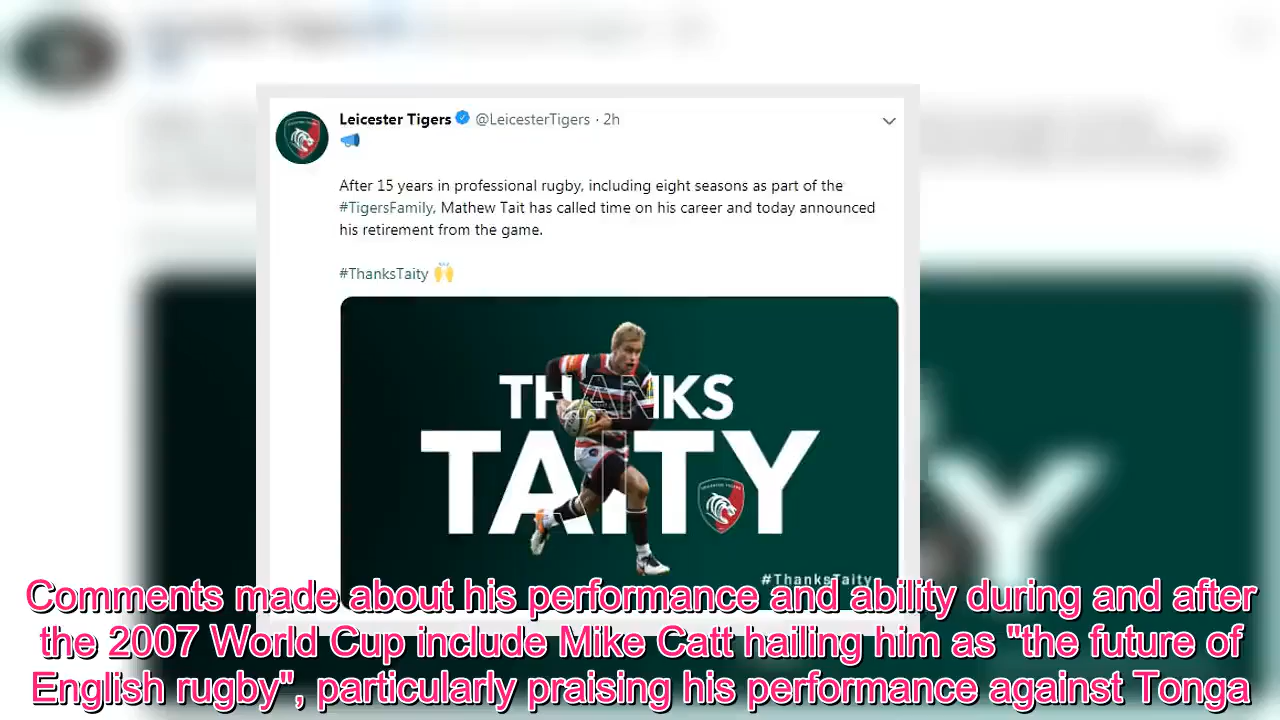 Leicester Tigers @LeicesterTigers · 2h
After 15 years in professional rugby, including eight seasons as part of the
#TigersFamily, Mathew Tait has called time on his career and today announced
his retirement from the game.
#ThanksTaity
THANKS
TAITY
#ThanksTaity
Comments made about his performance and ability during and after
the 2007 World Cup include Mike Catt hailing him as "the future of
English rugby", particularly praising his performance against Tonga